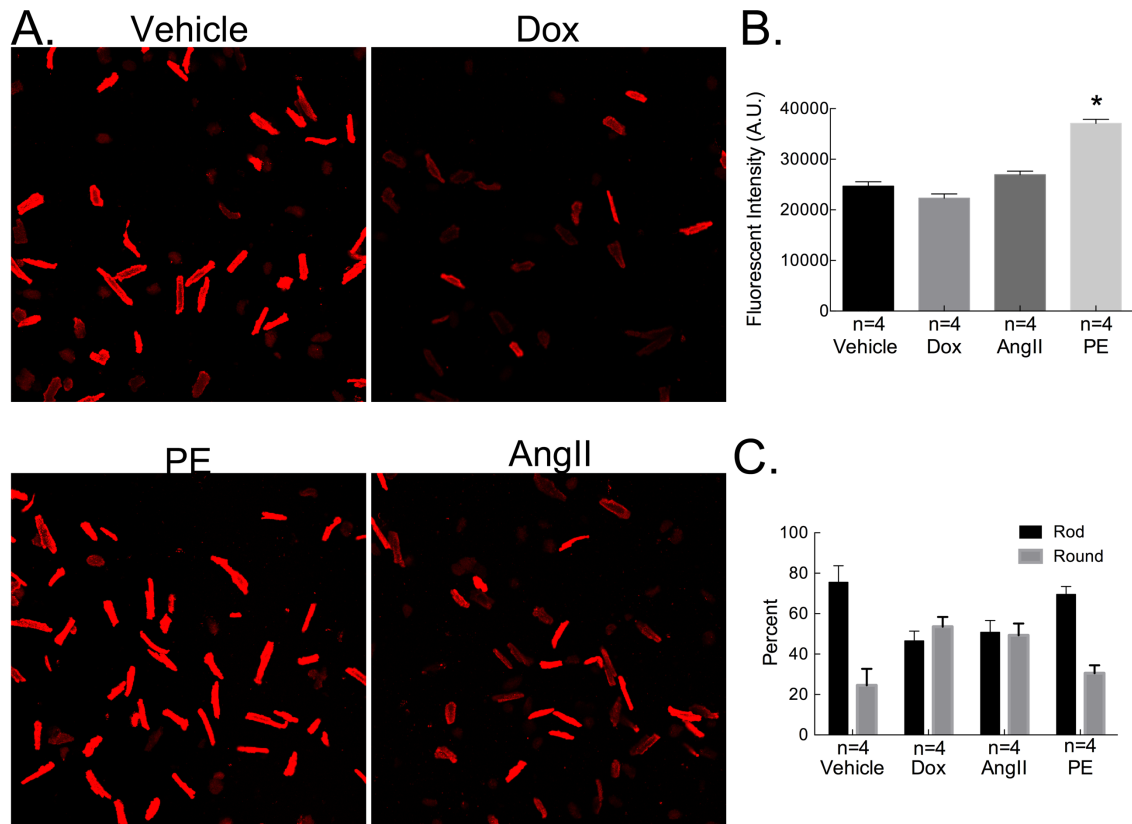 A.
Vehicle
Dox
PE
AngII
B.
Fluorescent Intensity (A.U.)
40000
30000
20000
10000
0
*
n=4 n=4 n=4 n=4
Vehicle Dox AngII PE
C.
Percent
100
80
60
40
20
0
Rod
Round
n=4 n=4 n=4 n=4
Vehicle Dox AngII PE